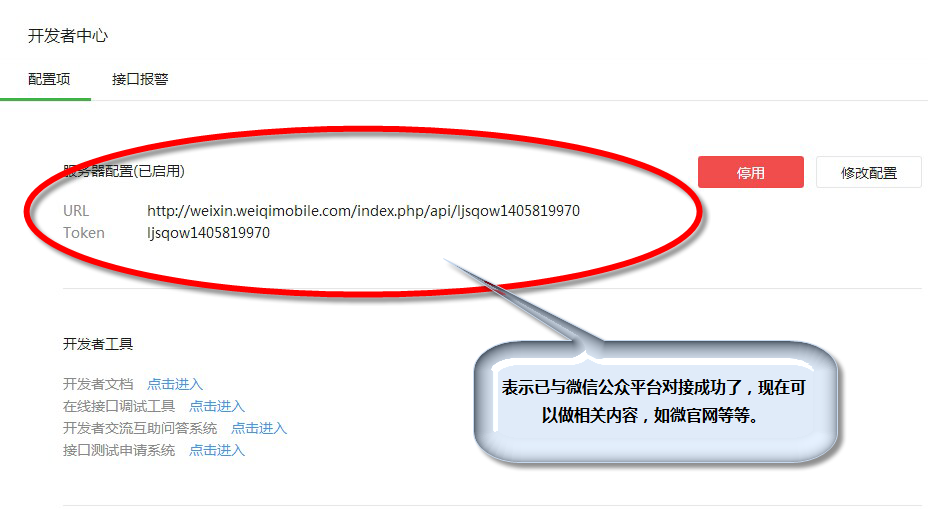 开发者中心
配置项 接口报警
服务器配置(已启用) 停用 修改配置
URL http://weixin.weiqimobile.com/index.php/api/ljsqow1405819970
Token ljsqow1405819970
开发者工具
开发者文档 点击进入
在线接口调试工具 点击进入
开发者交流互助问答系统 点击进入
接口测试申请系统 点击进入
表示已与微信公众平台对接成功了，现在可
以做相关内容，如微官网等等。